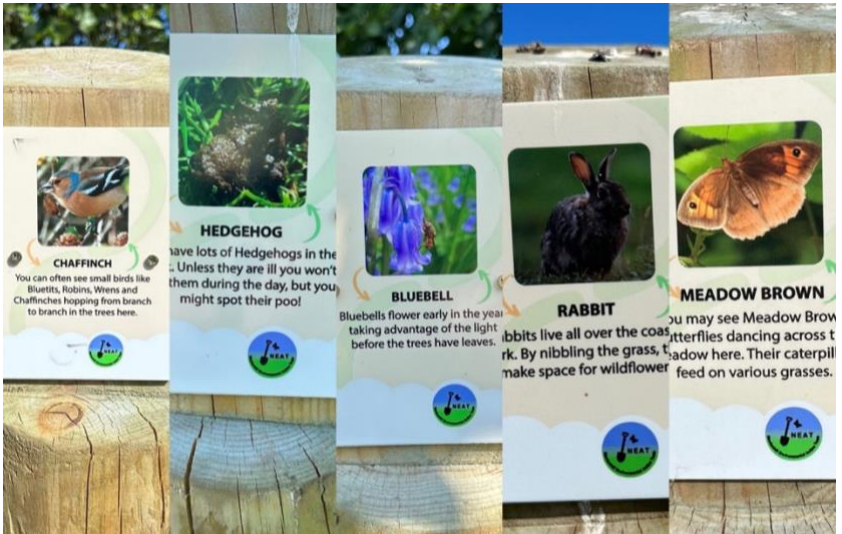 CHAFFINCH
You can often see small birds like
Bluetits, Robins, Wrens and
Chaffinches hopping from branch
to branch in the trees here.
NEAT
HEDGEHOG
have lots of Hedgehogs in the
. Unless they are ill you won't
them during the day, but you
might spot their poo!
NEAT
BLUEBELL
Bluebells flower early in the year
taking advantage of the light
before the trees have leaves.
NEAT
RABBIT
bbits live all over the coas
rk. By nibbling the grass, t
make space for wildflower
NEAT
MEADOW BROWN
ou may see Meadow Brow
utterflies dancing across t
eadow here. Their caterpil
feed on various grasses.
NEAT